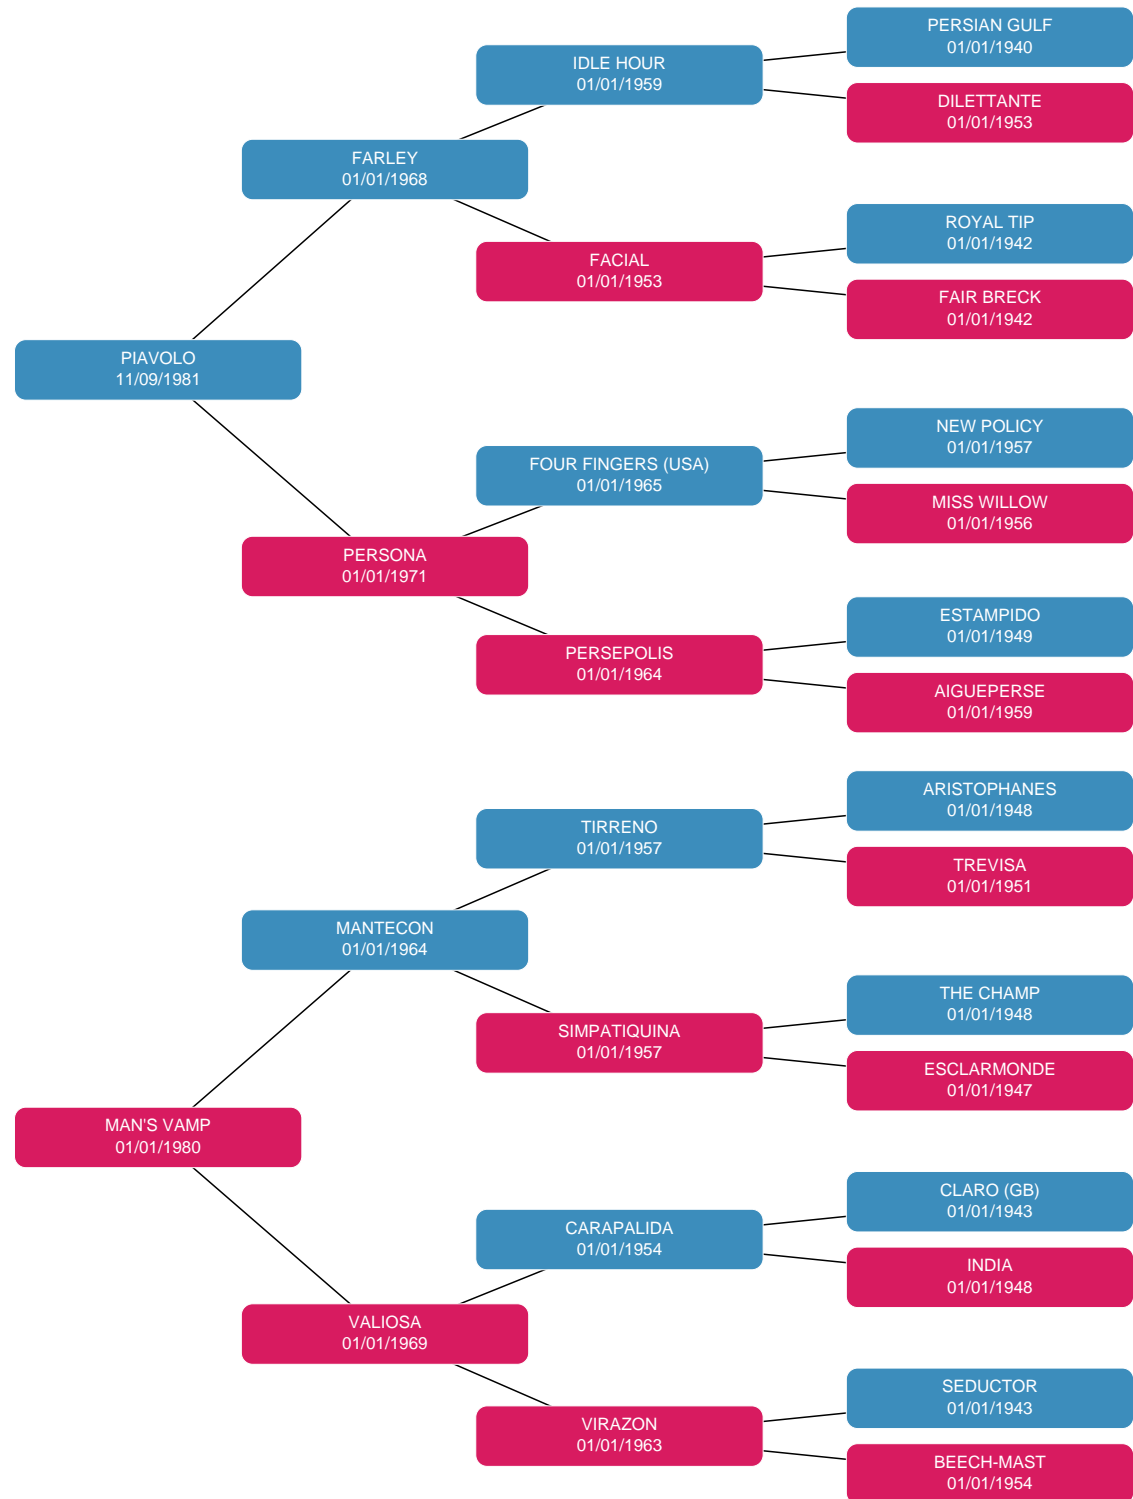 PERSIAN GULF
01/01/1940
IDLE HOUR
01/01/1959
DILETTANTE
01/01/1953
FARLEY
01/01/1968
ROYAL TIP
01/01/1942
FACIAL
01/01/1953
FAIR BRECK
01/01/1942
PIAVOLO
11/09/1981
NEW POLICY
01/01/1957
FOUR FINGERS (USA)
01/01/1965
MISS WILLOW
01/01/1956
PERSONA
01/01/1971
ESTAMPIDO
01/01/1949
PERSEPOLIS
01/01/1964
AIGUEPERSE
01/01/1959
ARISTOPHANES
01/01/1948
TIRRENO
01/01/1957
TREVISA
01/01/1951
MANTECON
01/01/1964
THE CHAMP
01/01/1948
SIMPATIQUINA
01/01/1957
ESCLARMONDE
01/01/1947
MAN'S VAMP
01/01/1980
CLARO (GB)
01/01/1943
CARAPALIDA
01/01/1954
INDIA
01/01/1948
VALIOSA
01/01/1969
SEDUCTOR
01/01/1943
VIRAZON
01/01/1963
BEECH-MAST
01/01/1954